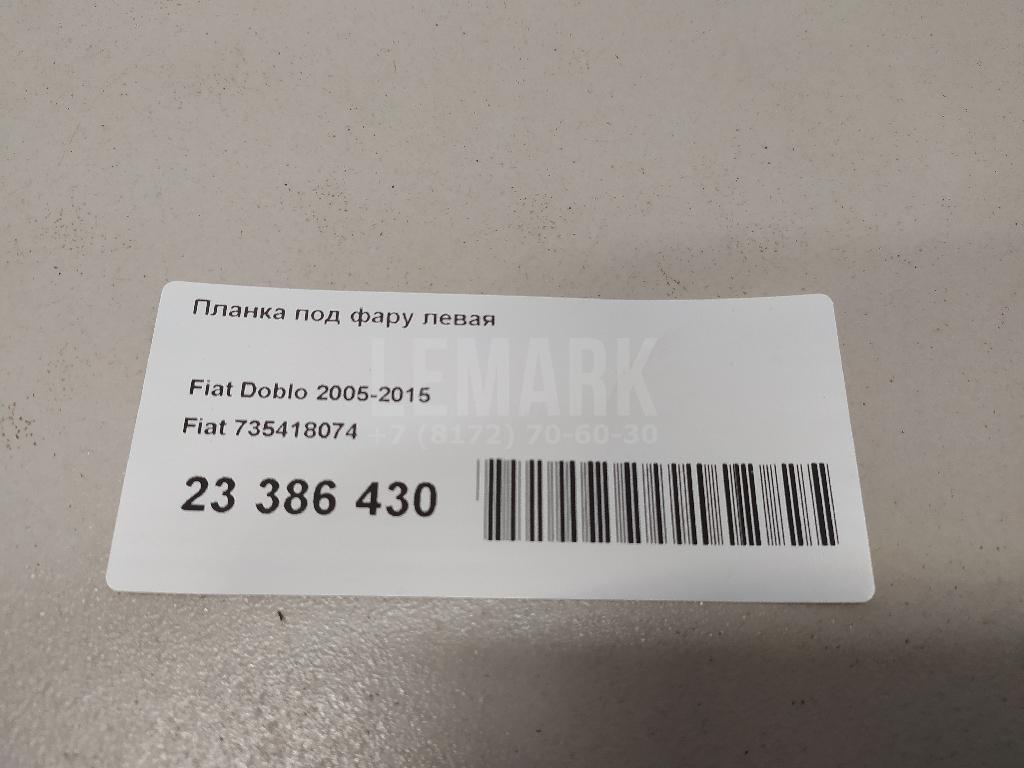 Планка под фару левая
LEMARK
Fiat Doblo 2005-2015
Fiat 735418074
+7 (8172) 70-60-30
23 386 430